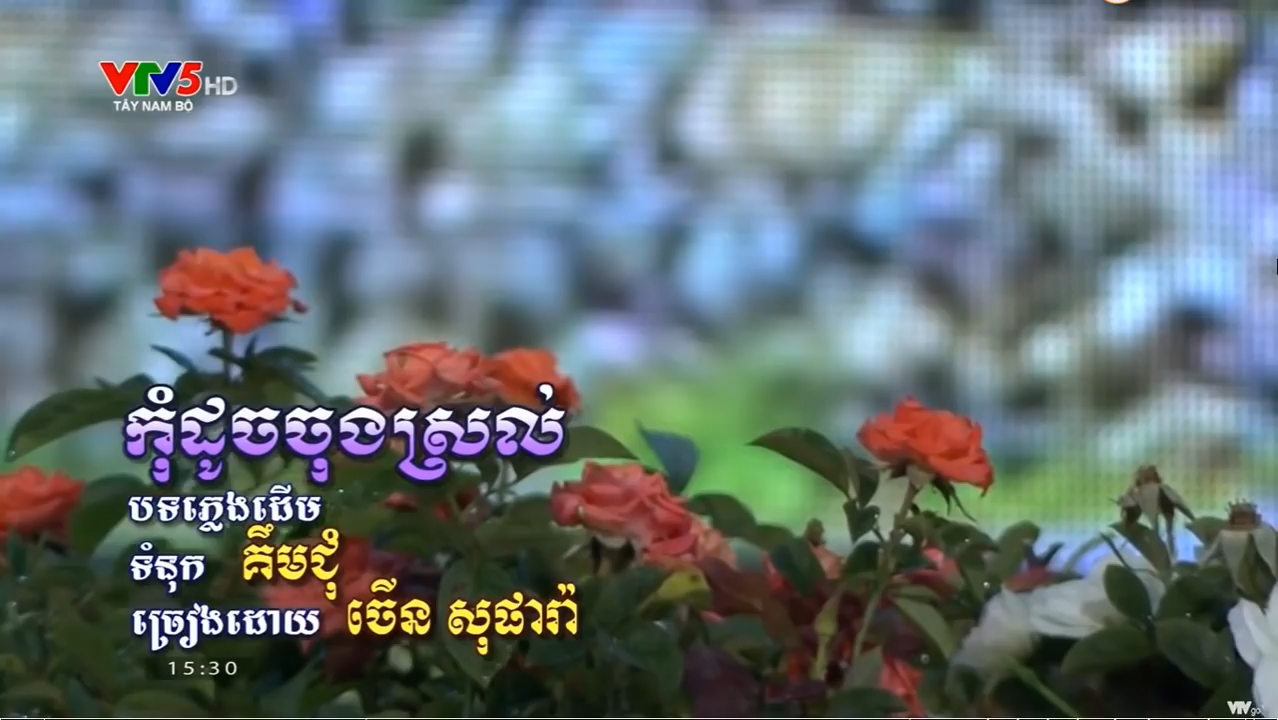 VTV5 HD
TÂY NAM BỘ
កុំដូចចុងស្រល់
បទភ្លេងដើម
ទំនុក គឹមជុំ
ច្រៀងដោយ ចើន សុផារ៉ា
15:30
VTV go